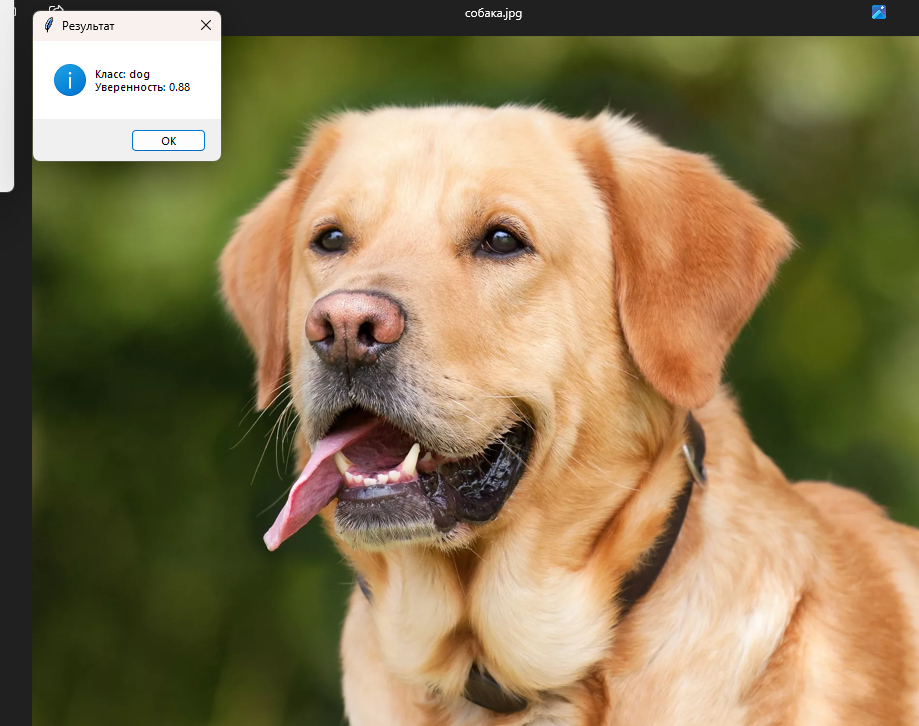 собака.jpg
Результат
Класс: dog
Уверенность: 0.88
OK